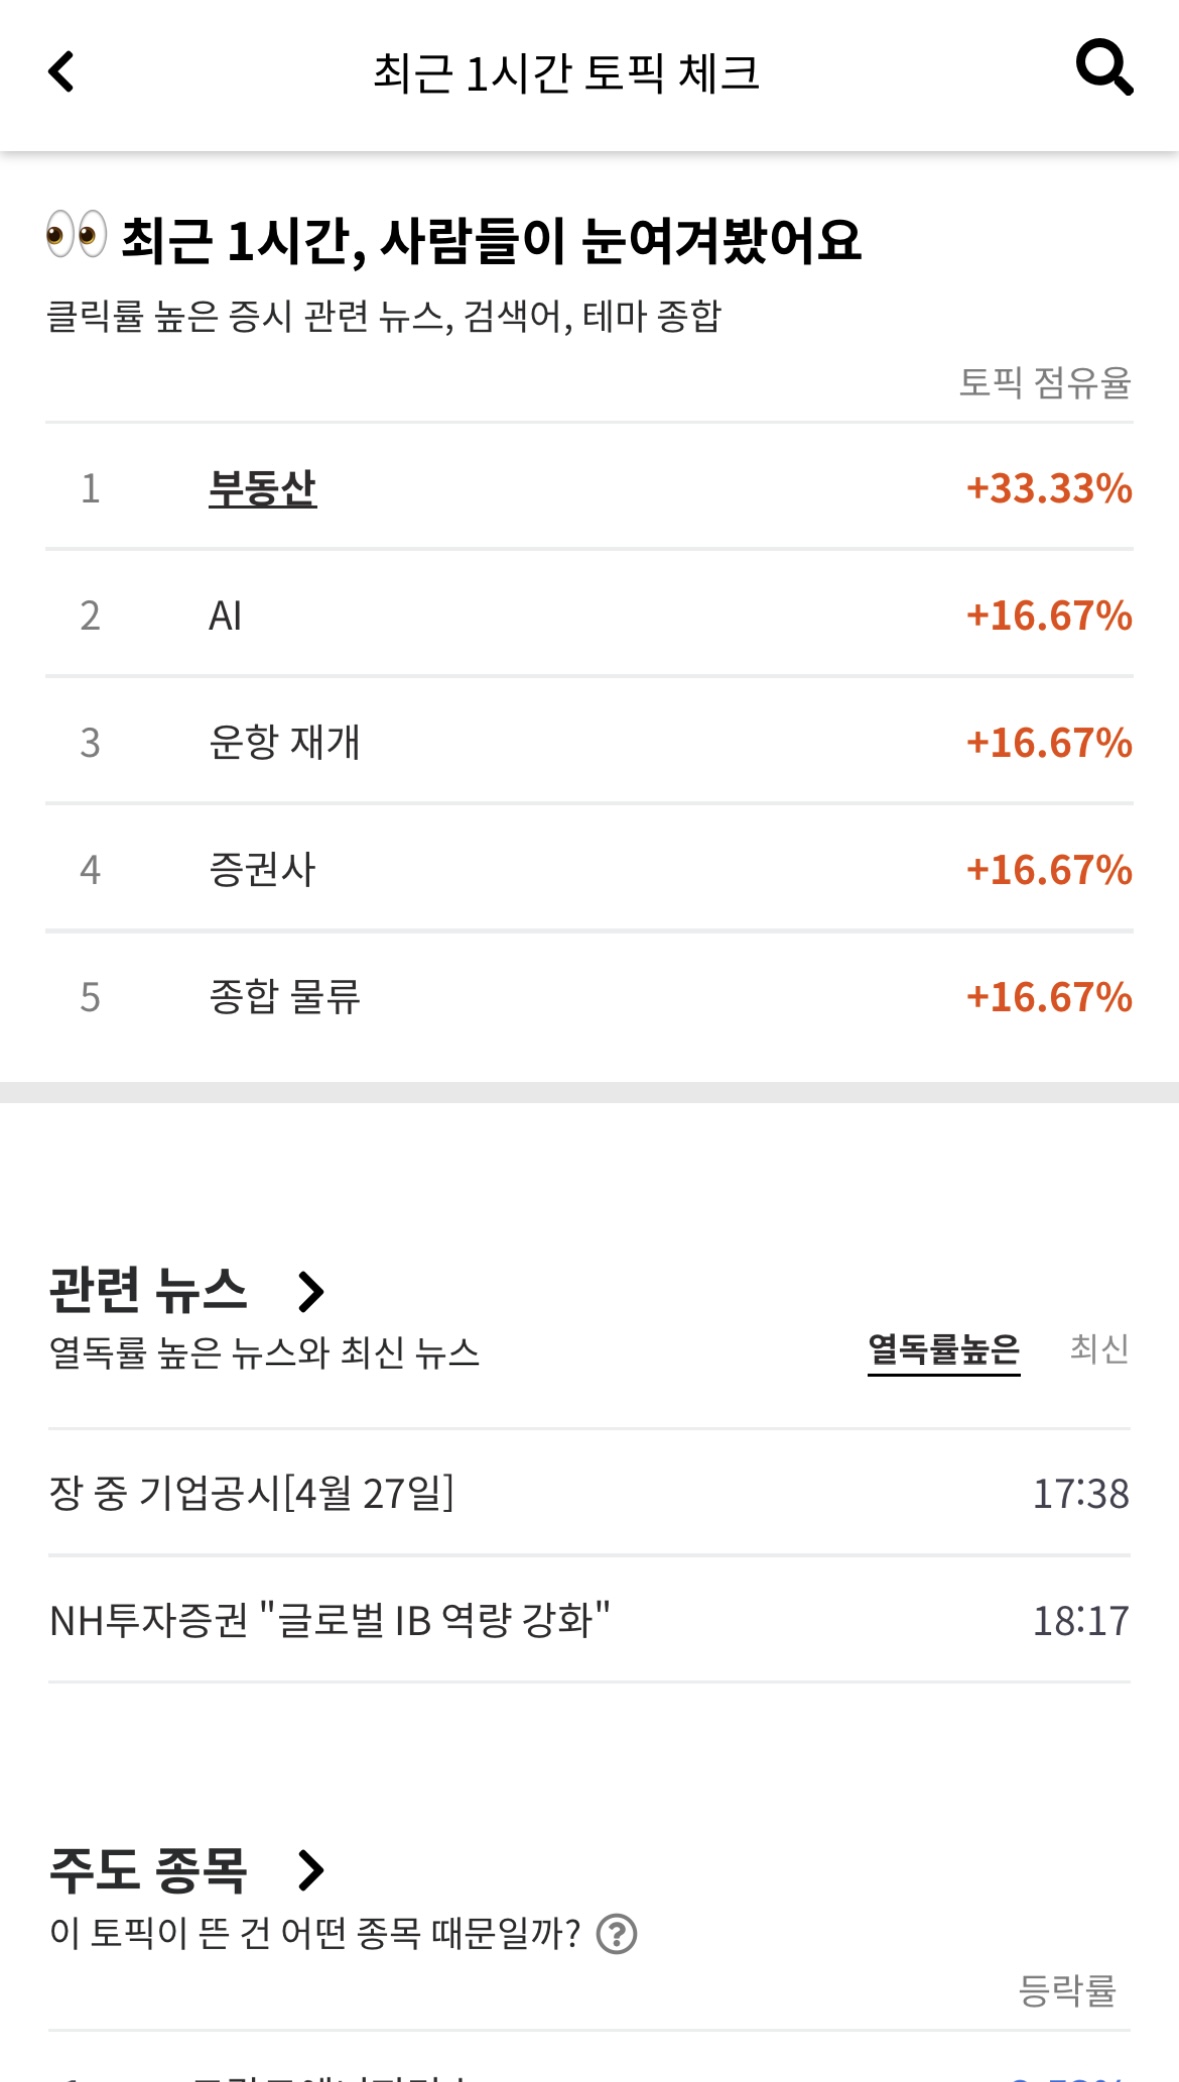 최근 1시간 토픽 체크
👀 최근 1시간, 사람들이 눈여겨봤어요
클릭률 높은 증시 관련 뉴스, 검색어, 테마 종합
토픽 점유율
1 부동산 +33.33%
2 AI +16.67%
3 운항 재개 +16.67%
4 증권사 +16.67%
5 종합 물류 +16.67%
관련 뉴스
열독률 높은 뉴스와 최신 뉴스 열독률높은 최신
장 중 기업공시[4월 27일] 17:38
NH투자증권 "글로벌 IB 역량 강화" 18:17
주도 종목
이 토픽이 뜬 건 어떤 종목 때문일까? ?
등락률